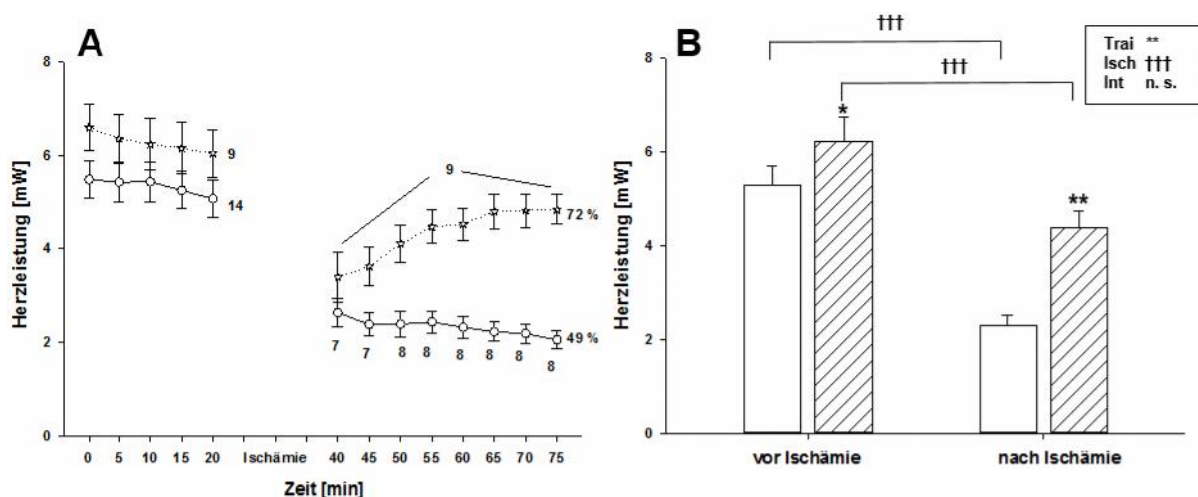 A
Herzleistung [mW]
8
6
4
2
0
9
14
9
72 %
49 %
7 7 8 8 8 8 8 8
0 5 10 15 20 Ischämie 40 45 50 55 60 65 70 75
Zeit [min]
B
†††
†††
Trai **
Isch †††
Int n. s.
Herzleistung [mW]
8
6
4
2
0
*
**
vor Ischämie nach Ischämie